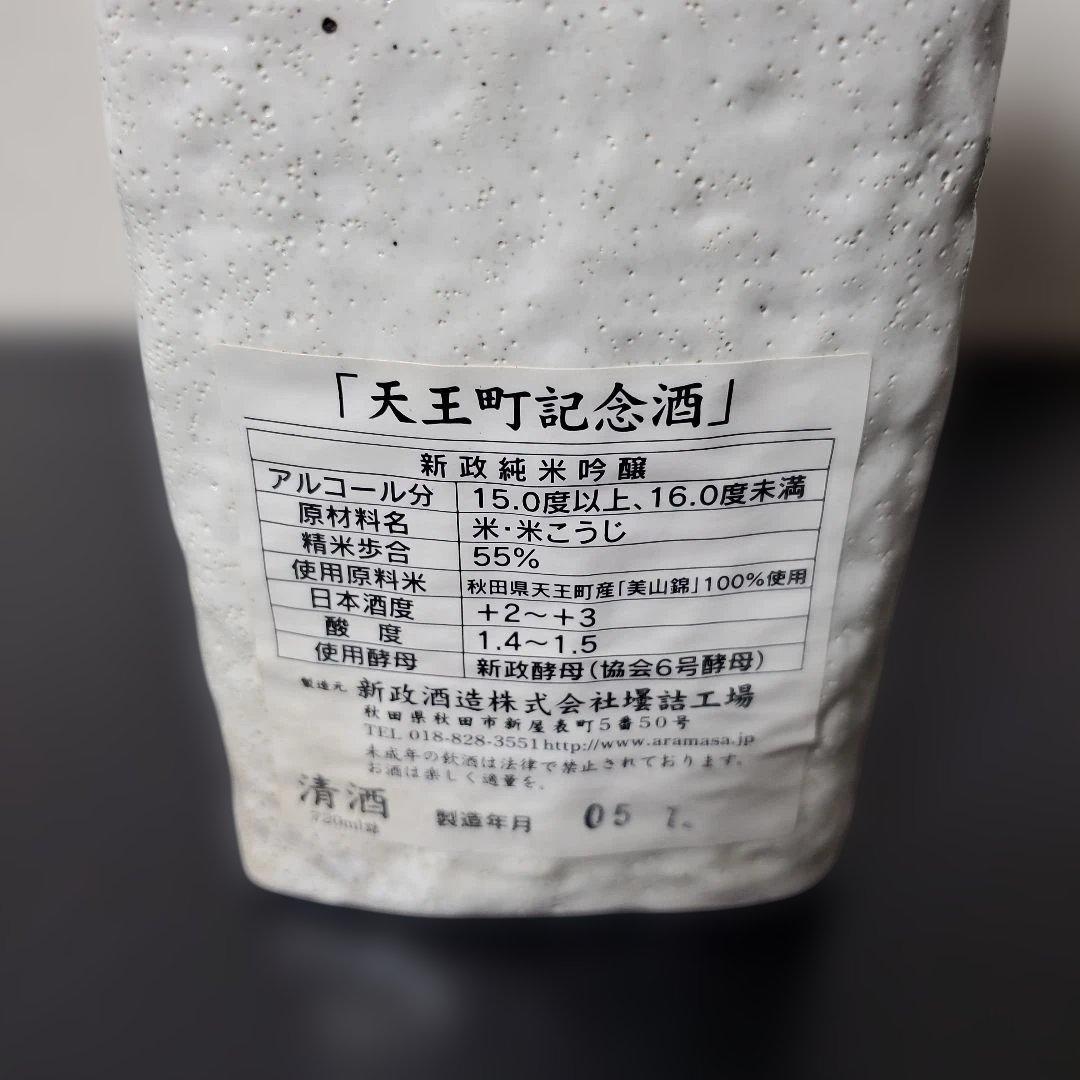 「天王町記念酒」
新政純米吟醸
アルコール分 15.0度以上、16.0度未満
原材料名 米・米こうじ
精米歩合 55%
使用原料米 秋田県天王町産「美山錦」100%使用
日本酒度 +2〜+3
酸 度 1.4〜1.5
使用酵母 新政酵母(協会6号酵母)
製造元 新政酒造株式会社堰詰工場
秋田県秋田市新屋表町5番50号
TEL 018-828-3551 http://www.aramasa.jp
未成年の飲酒は法律で禁止されております。
お酒は楽しく適量を。
清酒
720ml詰
製造年月 05 7.